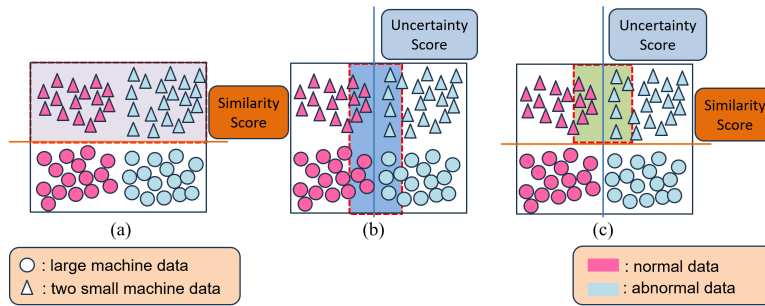 Uncertainty
Score
Uncertainty
Score
Similarity
Score
Similarity
Score
(a)
(b)
(c)
: large machine data
: two small machine data
: normal data
: abnormal data